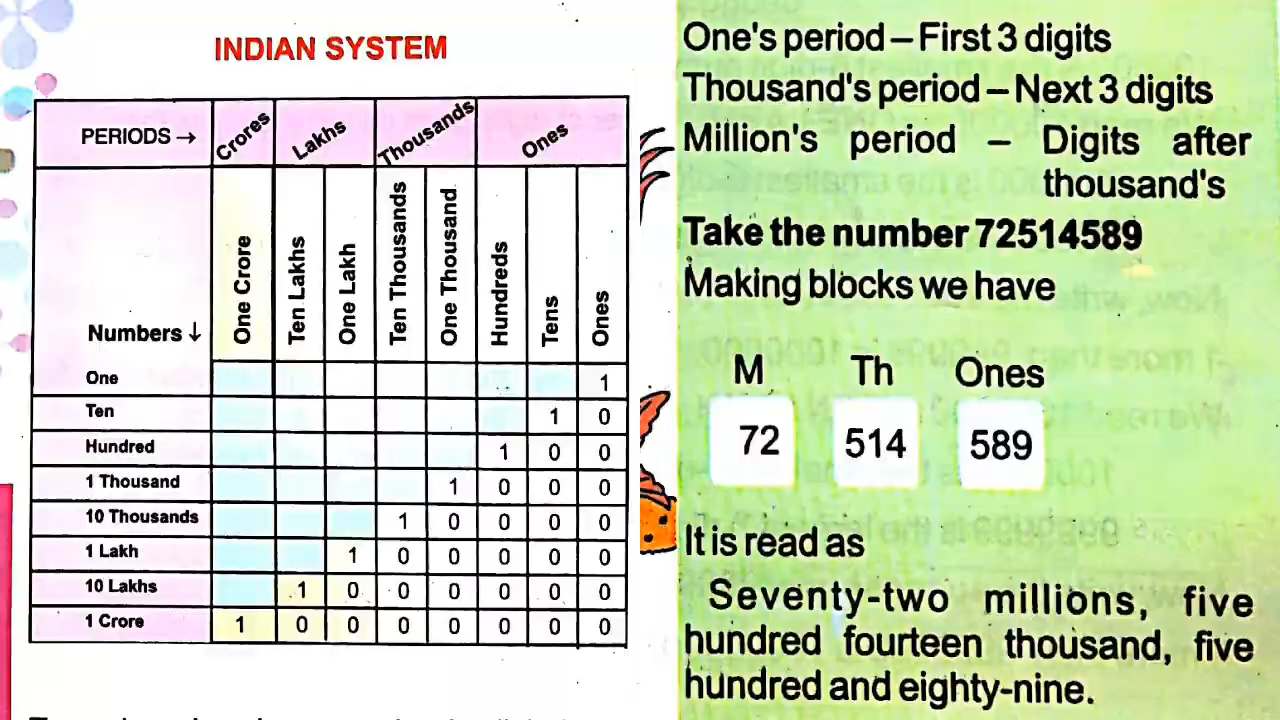 INDIAN SYSTEM
PERIODS →
Crores
Lakhs
Thousands
Ones
Numbers ↓
One Crore
Ten Lakhs
One Lakh
Ten Thousands
One Thousand
Hundreds
Tens
Ones
One 1
Ten 1 0
Hundred 1 0 0
1 Thousand 1 0 0 0
10 Thousands 1 0 0 0 0
1 Lakh 1 0 0 0 0 0
10 Lakhs 1 0 0 0 0 0 0
1 Crore 1 0 0 0 0 0 0 0
One's period – First 3 digits
Thousand's period – Next 3 digits
Million's period – Digits after
thousand's
Take the number 72514589
Making blocks we have
M Th Ones
72 514 589
It is read as
Seventy-two millions, five
hundred fourteen thousand, five
hundred and eighty-nine.